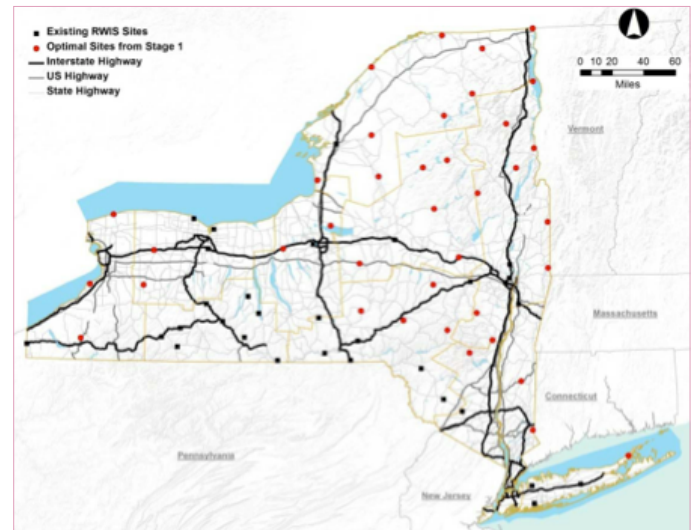 Existing RWIS Sites
Optimal Sites from Stage 1
Interstate Highway
US Highway
State Highway
0 10 20 40 60
Miles
Vermont
Massachusetts
Connecticut
Pennsylvania
New Jersey